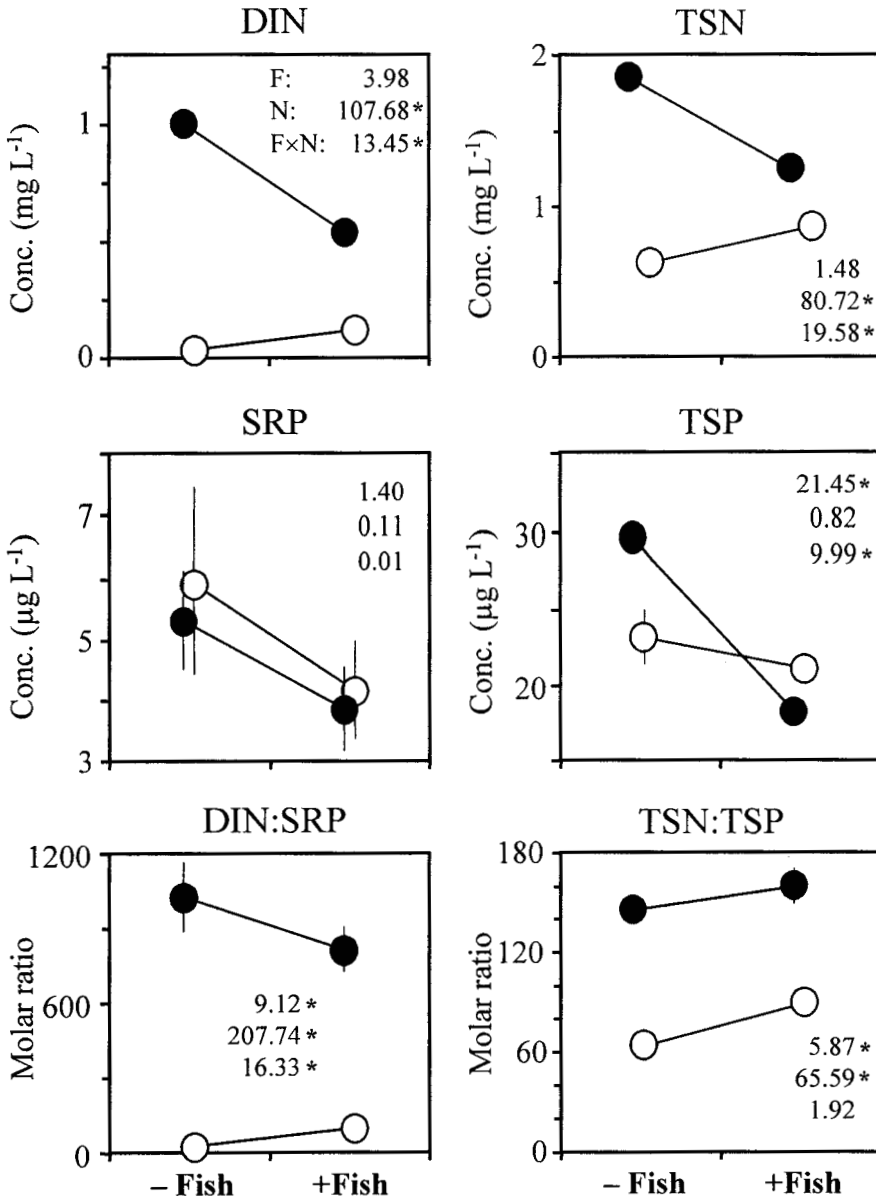 DIN
Conc. (mg L⁻¹)
1
0
F: 3.98
N: 107.68*
F×N: 13.45*
TSN
Conc. (mg L⁻¹)
2
1
0
1.48
80.72*
19.58*
SRP
Conc. (µg L⁻¹)
7
5
3
1.40
0.11
0.01
TSP
Conc. (µg L⁻¹)
30
20
21.45*
0.82
9.99*
DIN:SRP
Molar ratio
1200
600
0
9.12 *
207.74 *
16.33 *
– Fish +Fish
TSN:TSP
Molar ratio
180
120
60
0
5.87*
65.59*
1.92
– Fish +Fish